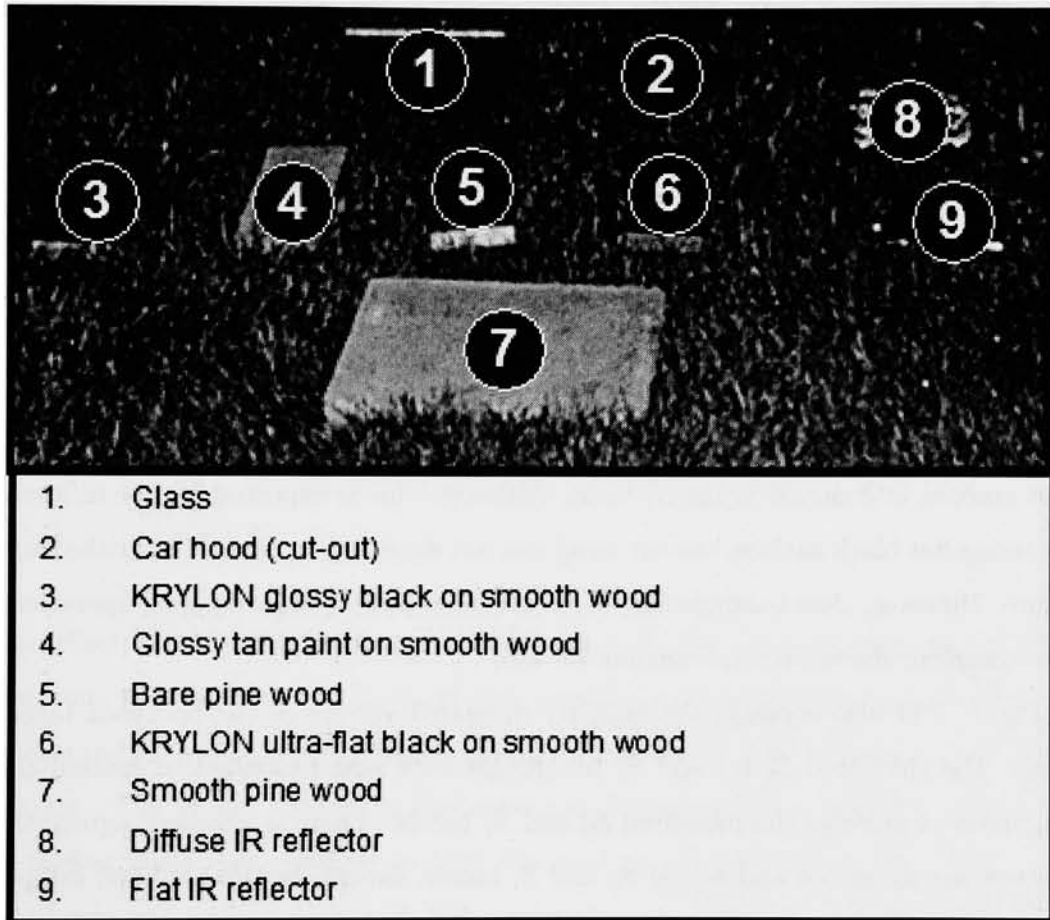 1
2
8
3
4
5
6
9
7
1. Glass
2. Car hood (cut-out)
3. KRYLON glossy black on smooth wood
4. Glossy tan paint on smooth wood
5. Bare pine wood
6. KRYLON ultra-flat black on smooth wood
7. Smooth pine wood
8. Diffuse IR reflector
9. Flat IR reflector